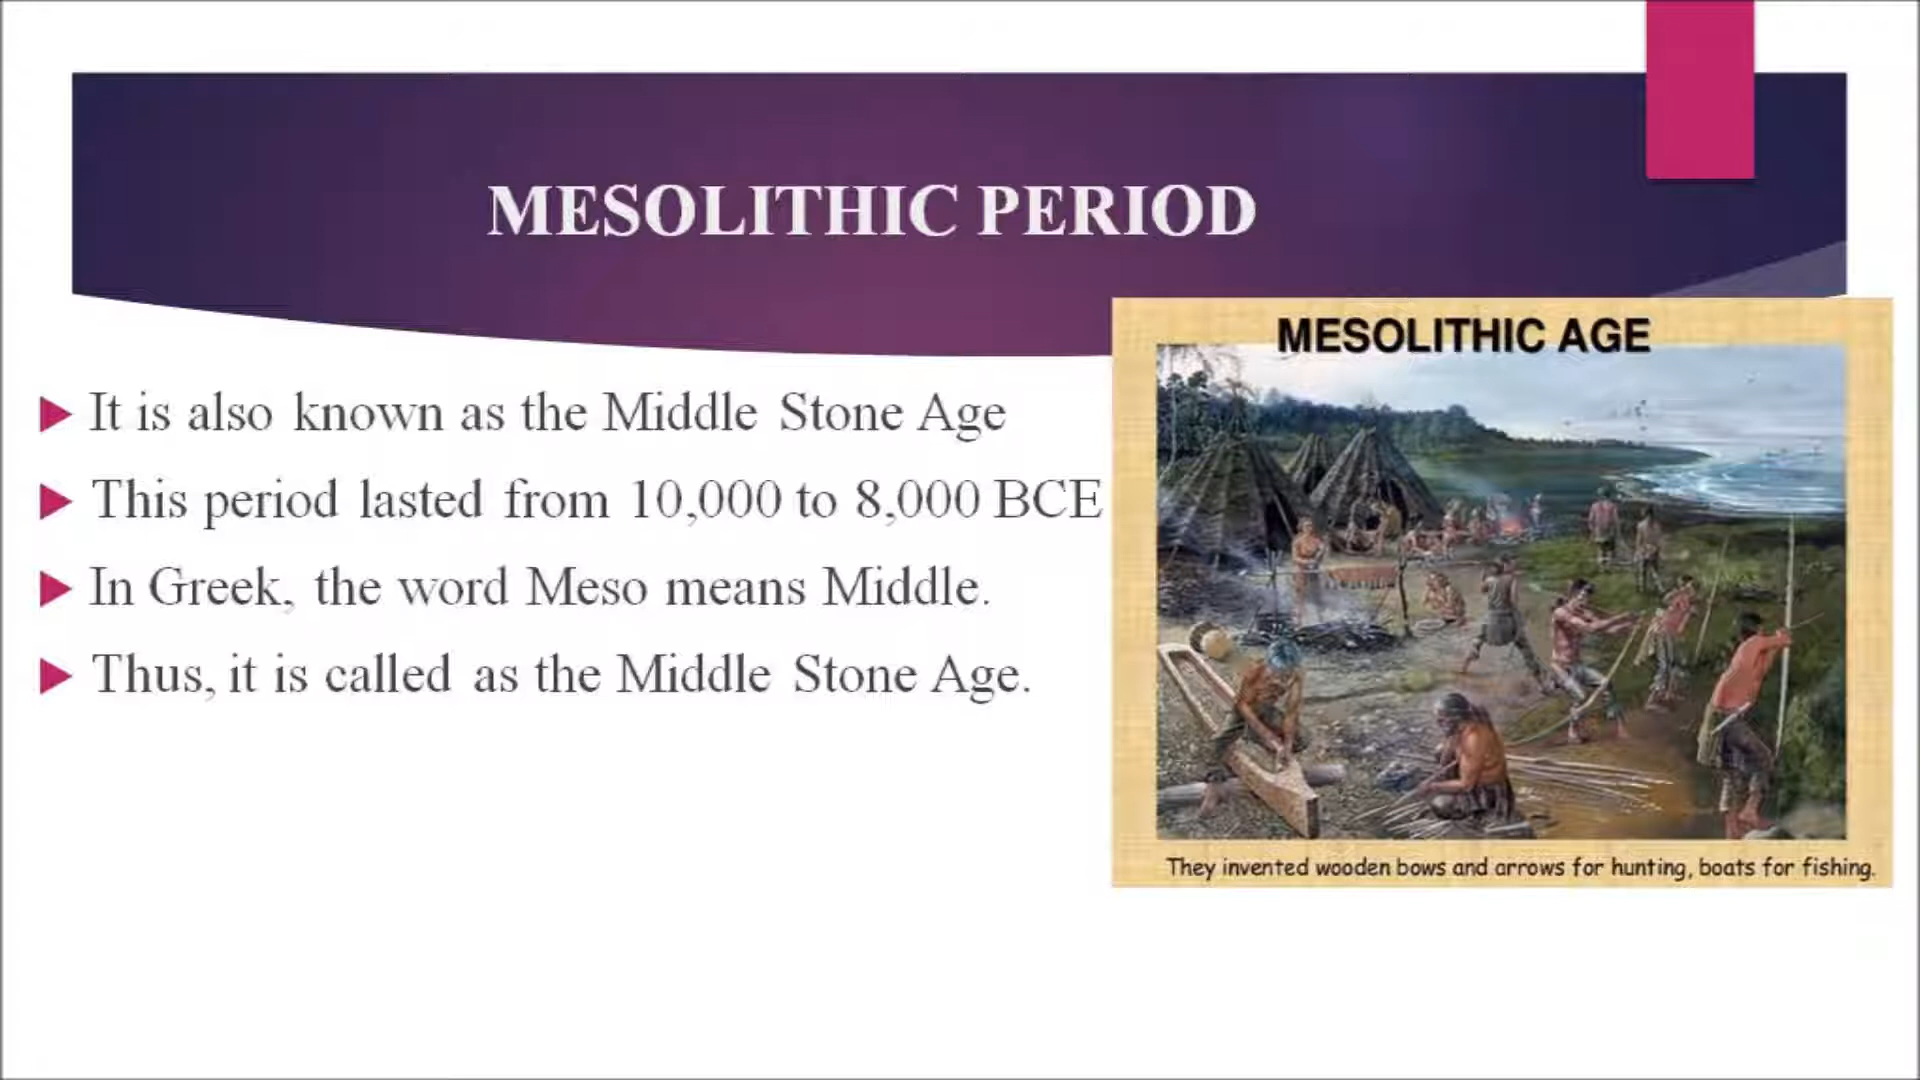 MESOLITHIC PERIOD
It is also known as the Middle Stone Age
This period lasted from 10,000 to 8,000 BCE
In Greek, the word Meso means Middle.
Thus, it is called as the Middle Stone Age.
MESOLITHIC AGE
They invented wooden bows and arrows for hunting, boats for fishing.